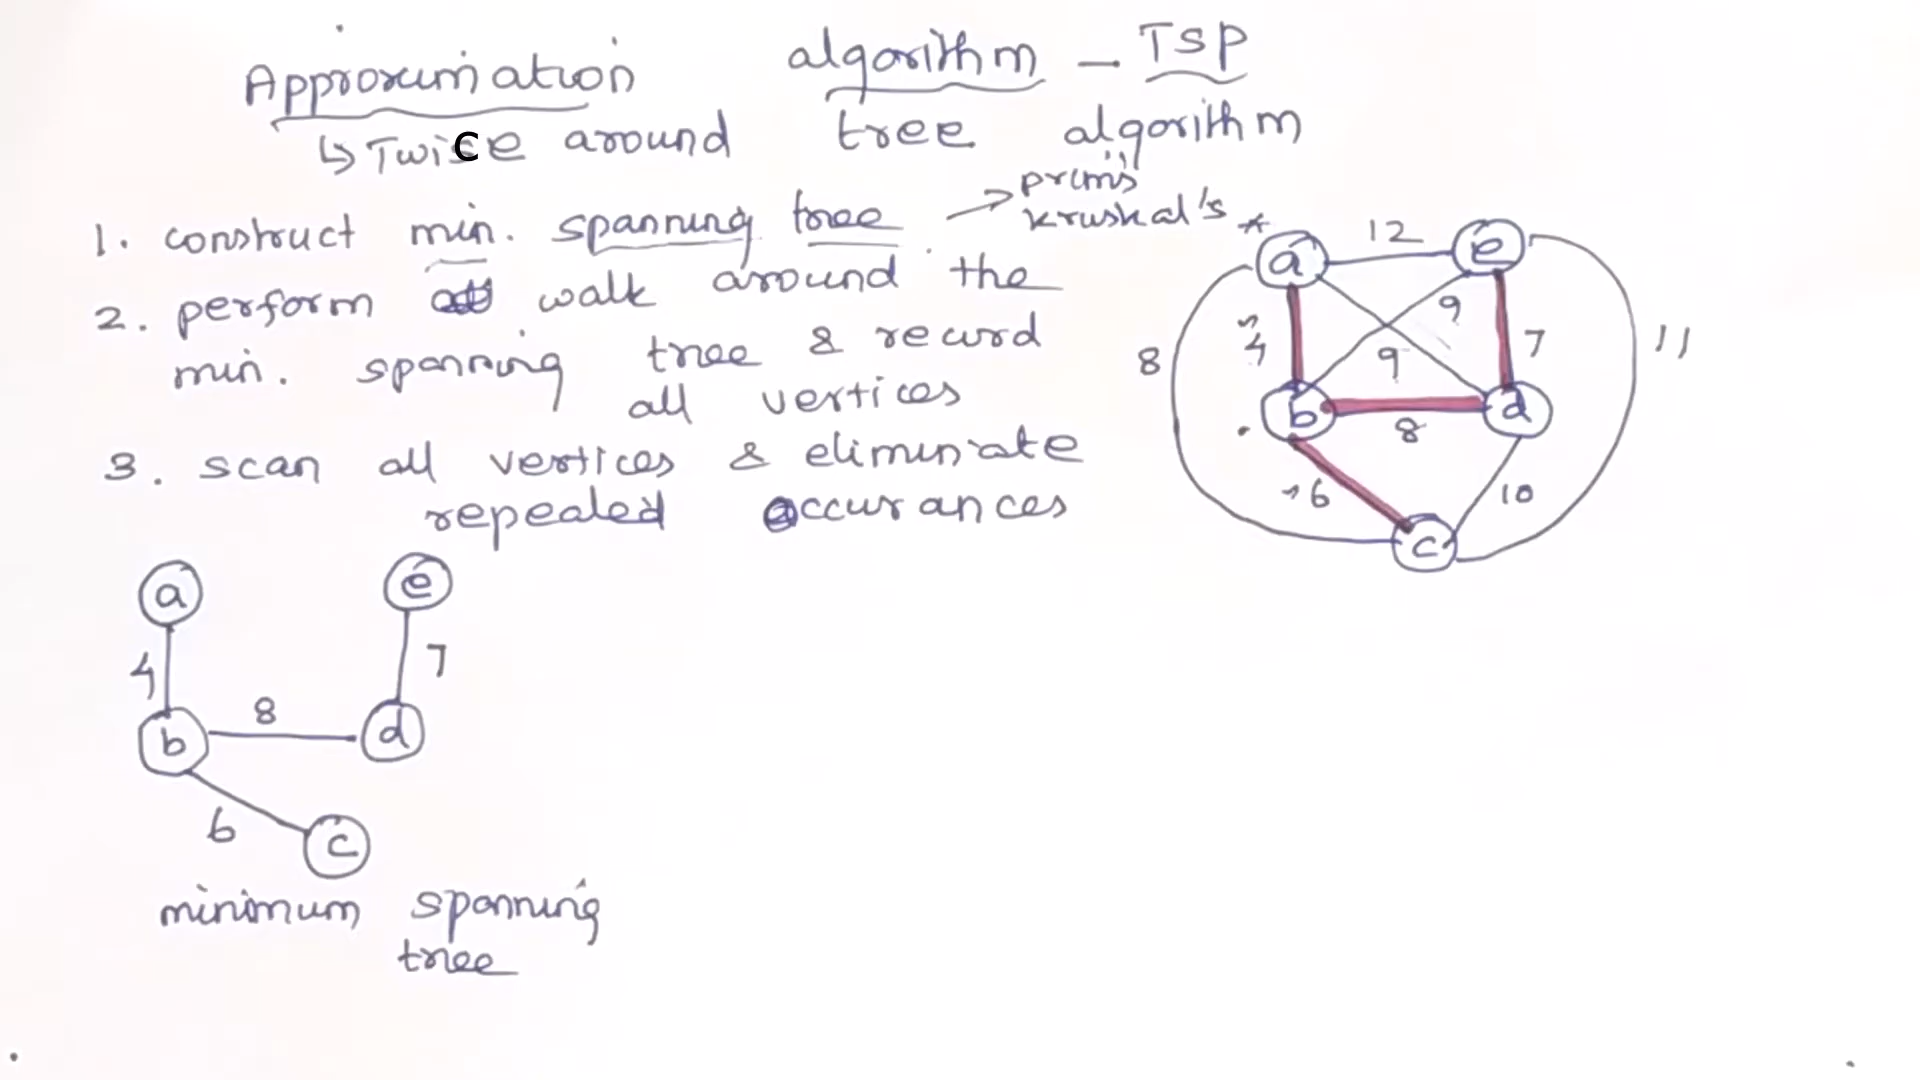 Approximation algorithm - TSP
↳ Twice around tree algorithm
1. construct min. spanning tree → prim's
kruskal's
2. perform walk around the
min. spanning tree & record
all vertices
3. scan all vertices & eliminate
repeated occurances
a 12 e
9
4 9 7
8 11
b 8 d
6 10
c
a e
4 7
b 8 d
6
c
minimum spanning
tree